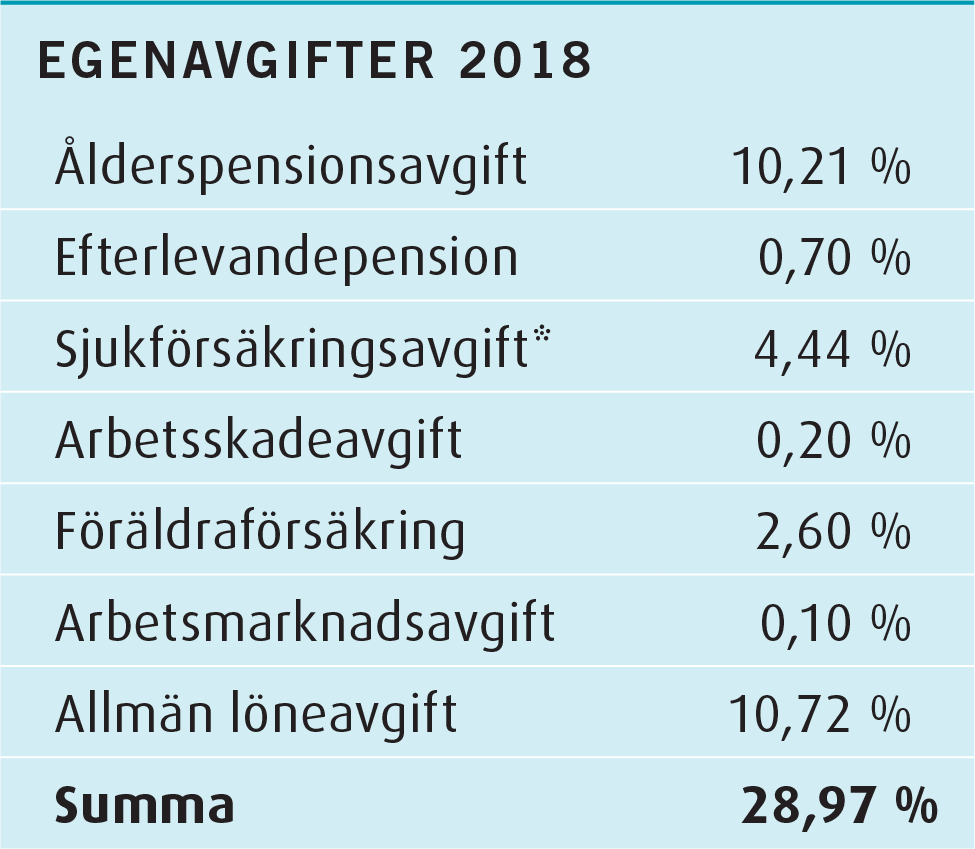 EGENAVGIFTER 2018
Ålderspensionsavgift 10,21 %
Efterlevandepension 0,70 %
Sjukförsäkringsavgift* 4,44 %
Arbetsskadeavgift 0,20 %
Föräldraförsäkring 2,60 %
Arbetsmarknadsavgift 0,10 %
Allmän löneavgift 10,72 %
Summa 28,97 %